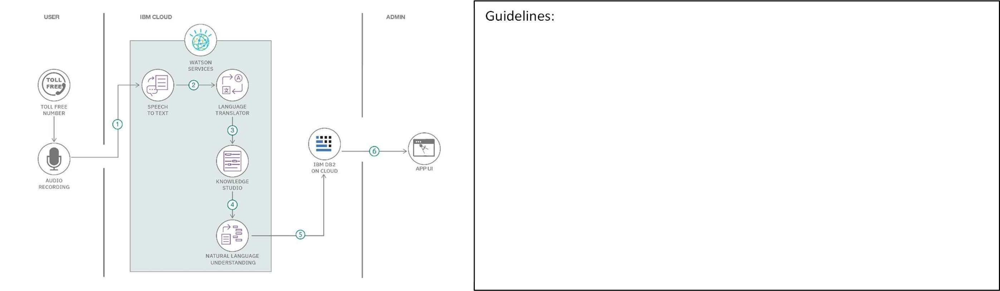 USER
IBM CLOUD
ADMIN
WATSON
SERVICES
TOLL
FREE
TOLL FREE
NUMBER
AUDIO
RECORDING
1
SPEECH
TO TEXT
2
A
文
LANGUAGE
TRANSLATOR
3
KNOWLEDGE
STUDIO
4
NATURAL LANGUAGE
UNDERSTANDING
5
IBM DB2
ON CLOUD
6
APP UI
Guidelines: